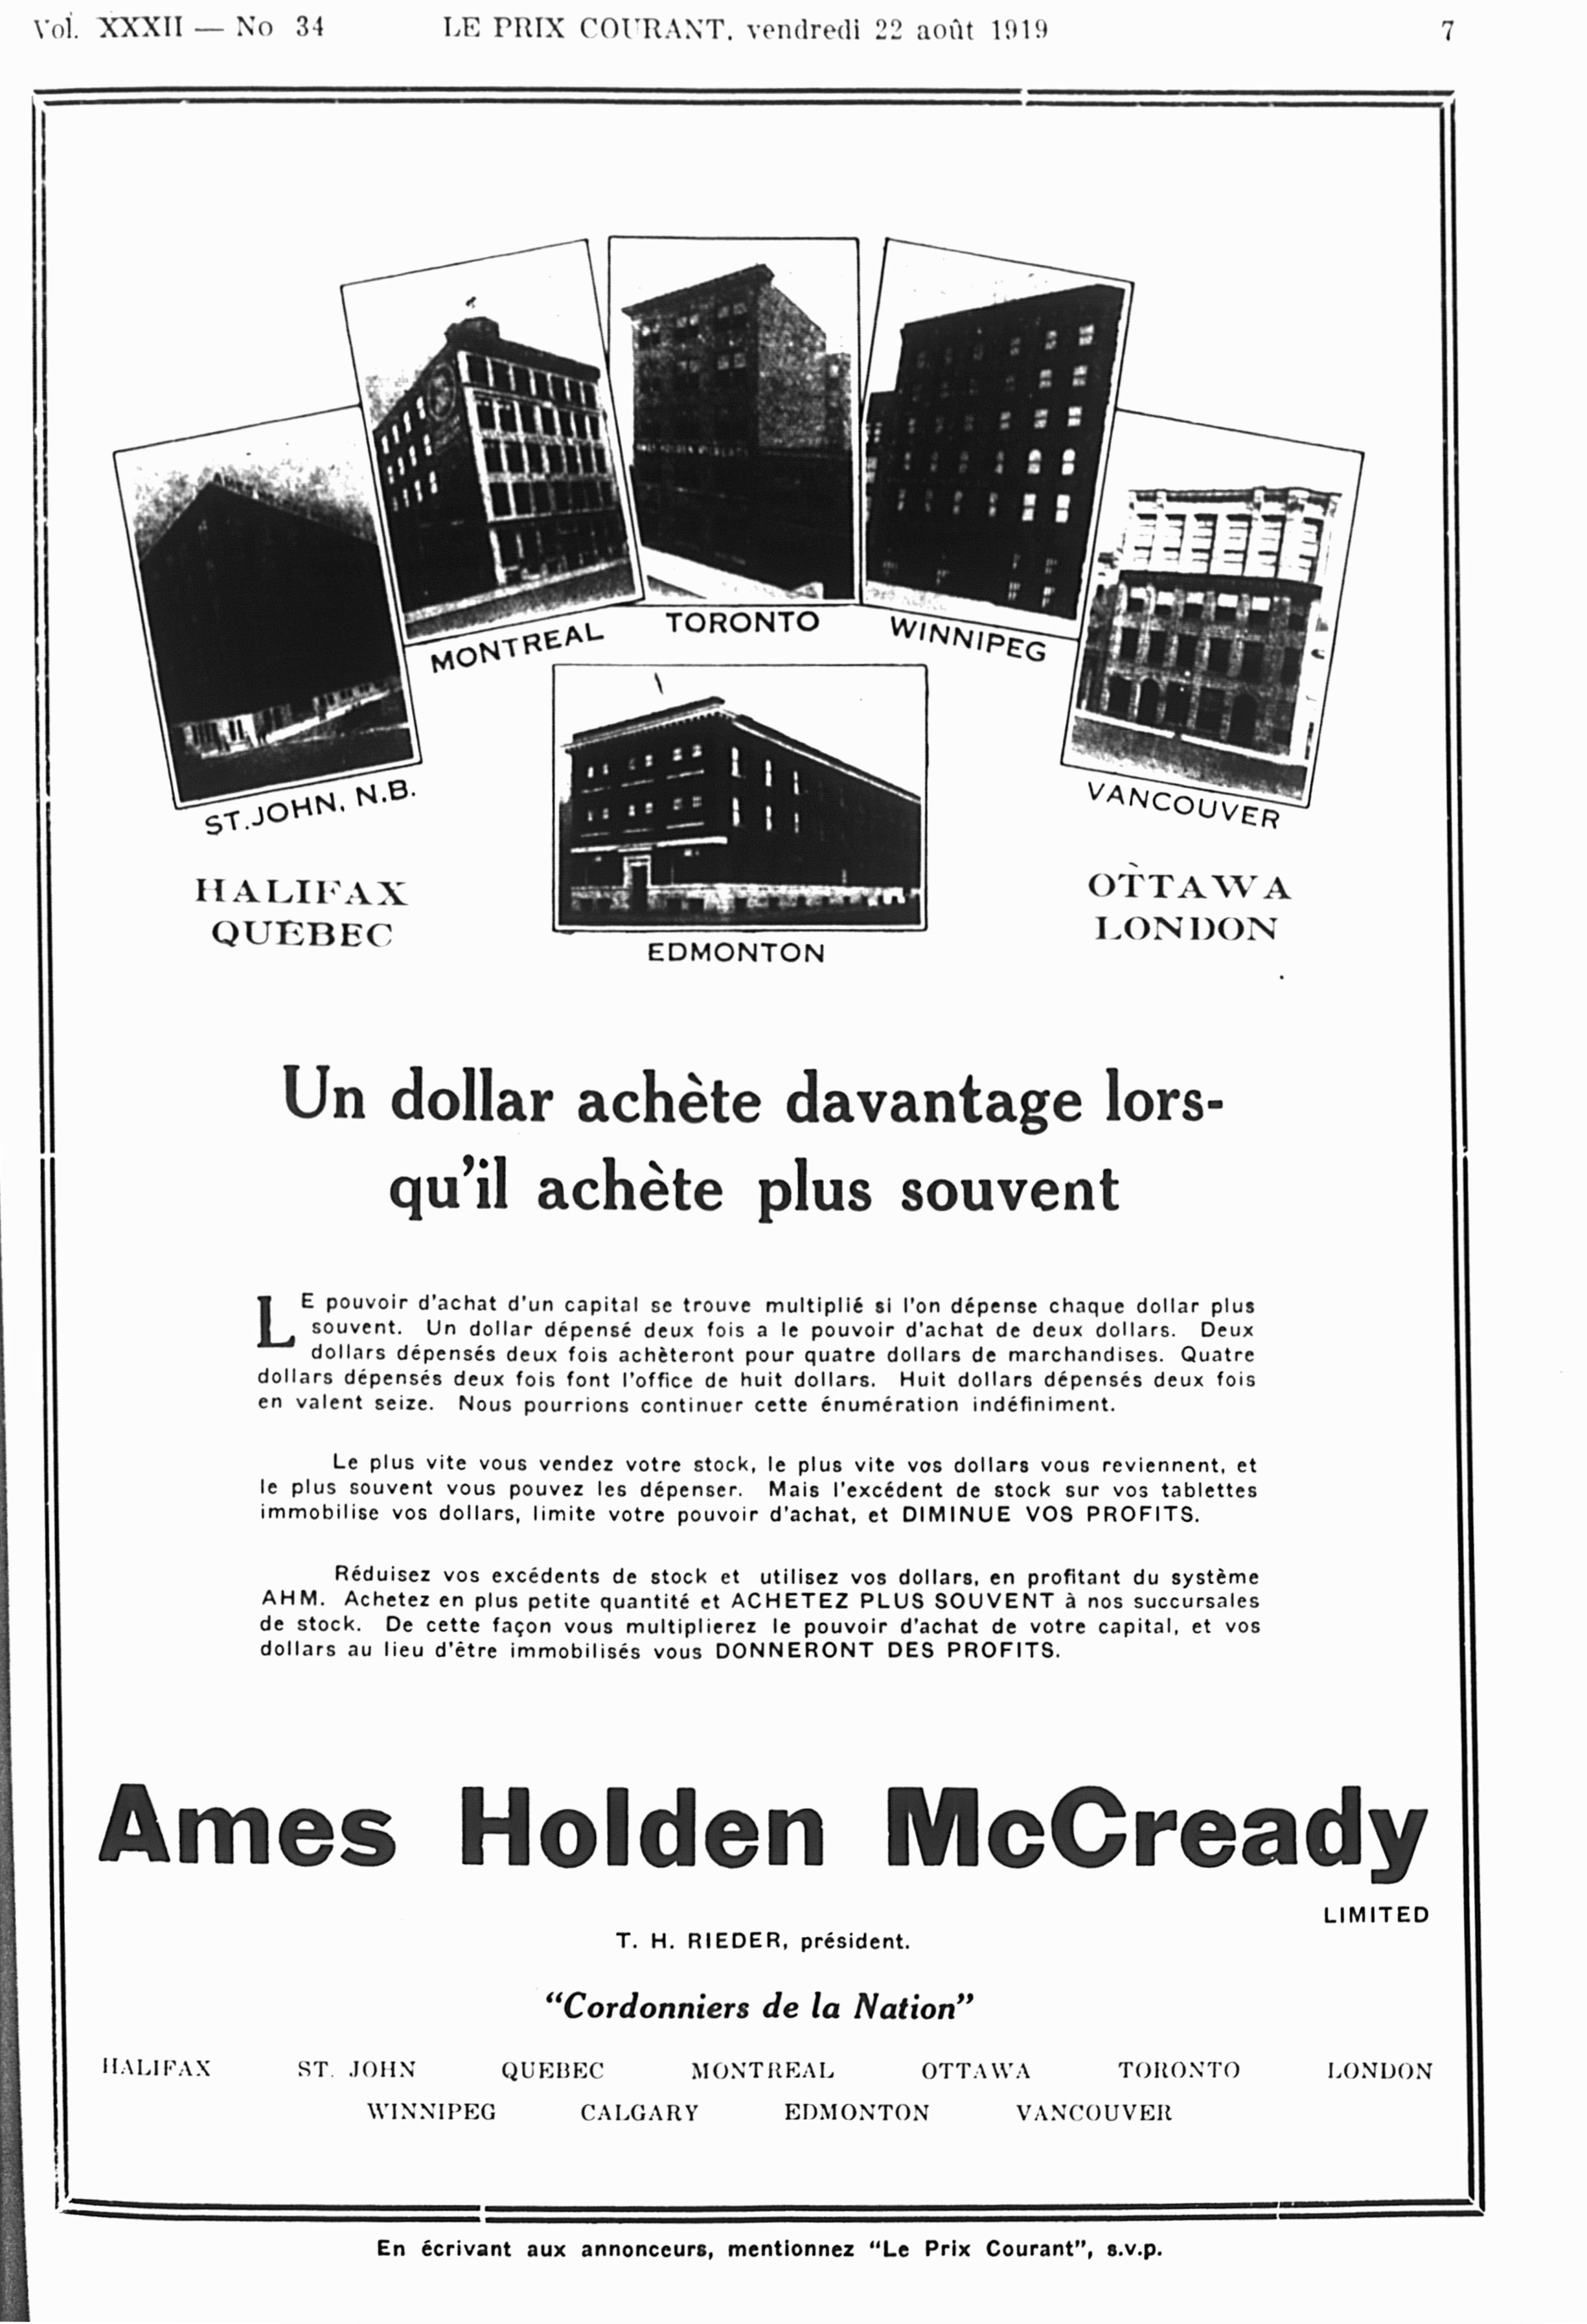 Vol. XXXII — No 34 LE PRIX COURANT, vendredi 22 août 1919 7
MONTREAL
TORONTO
WINNIPEG
ST. JOHN, N.B.
VANCOUVER
HALIFAX
QUÉBEC
EDMONTON
OTTAWA
LONDON
Un dollar achète davantage lors-
qu'il achète plus souvent
LE pouvoir d'achat d'un capital se trouve multiplié si l'on dépense chaque dollar plus
souvent. Un dollar dépensé deux fois a le pouvoir d'achat de deux dollars. Deux
dollars dépensés deux fois achèteront pour quatre dollars de marchandises. Quatre
dollars dépensés deux fois font l'office de huit dollars. Huit dollars dépensés deux fois
en valent seize. Nous pourrions continuer cette énumération indéfiniment.
Le plus vite vous vendez votre stock, le plus vite vos dollars vous reviennent, et
le plus souvent vous pouvez les dépenser. Mais l'excédent de stock sur vos tablettes
immobilise vos dollars, limite votre pouvoir d'achat, et DIMINUE VOS PROFITS.
Réduisez vos excédents de stock et utilisez vos dollars, en profitant du système
AHM. Achetez en plus petite quantité et ACHETEZ PLUS SOUVENT à nos succursales
de stock. De cette façon vous multiplierez le pouvoir d'achat de votre capital, et vos
dollars au lieu d'être immobilisés vous DONNERONT DES PROFITS.
Ames Holden McCready
LIMITED
T. H. RIEDER, président.
"Cordonniers de la Nation"
HALIFAX ST. JOHN QUEBEC MONTREAL OTTAWA TORONTO LONDON
WINNIPEG CALGARY EDMONTON VANCOUVER
En écrivant aux annonceurs, mentionnez "Le Prix Courant", s.v.p.